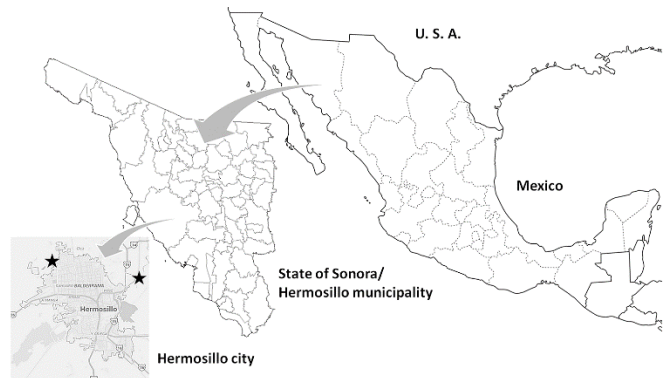 U. S. A.
Mexico
State of Sonora/
Hermosillo municipality
Hermosillo
Hermosillo city